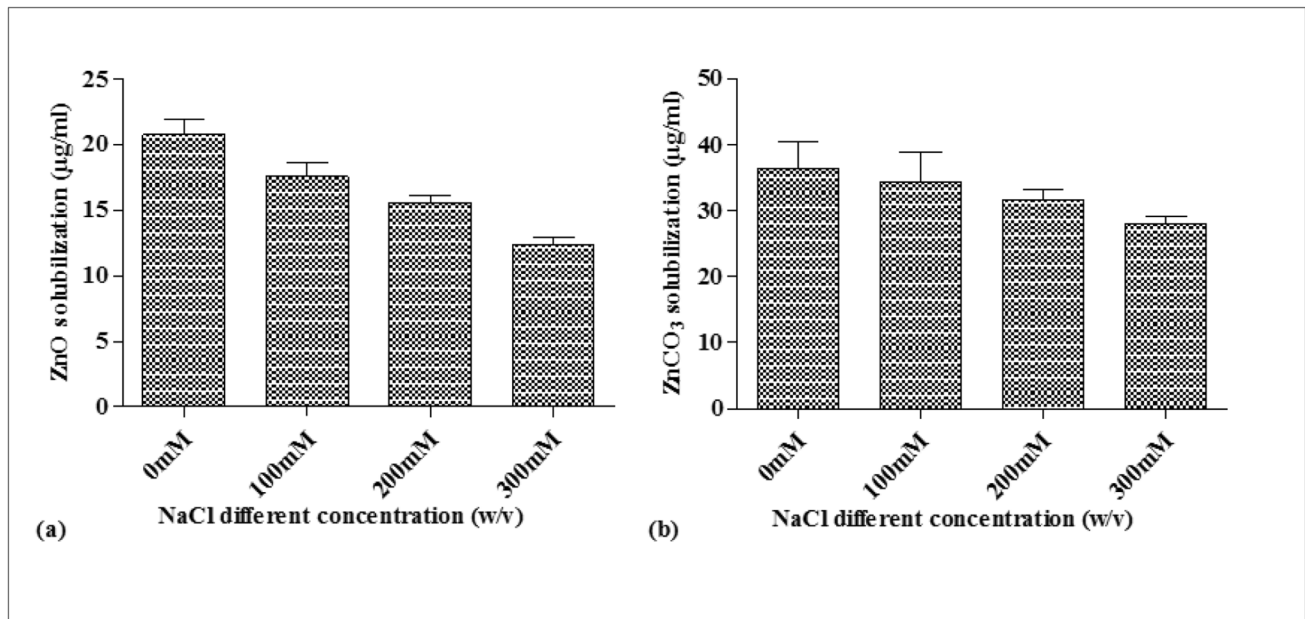 ZnO solubilization (µg/ml)
25
20
15
10
5
0
0mM
100mM
200mM
300mM
NaCl different concentration (w/v)
(a)
ZnCO3 solubilization (µg/ml)
50
40
30
20
10
0
0mM
100mM
200mM
300mM
NaCl different concentration (w/v)
(b)